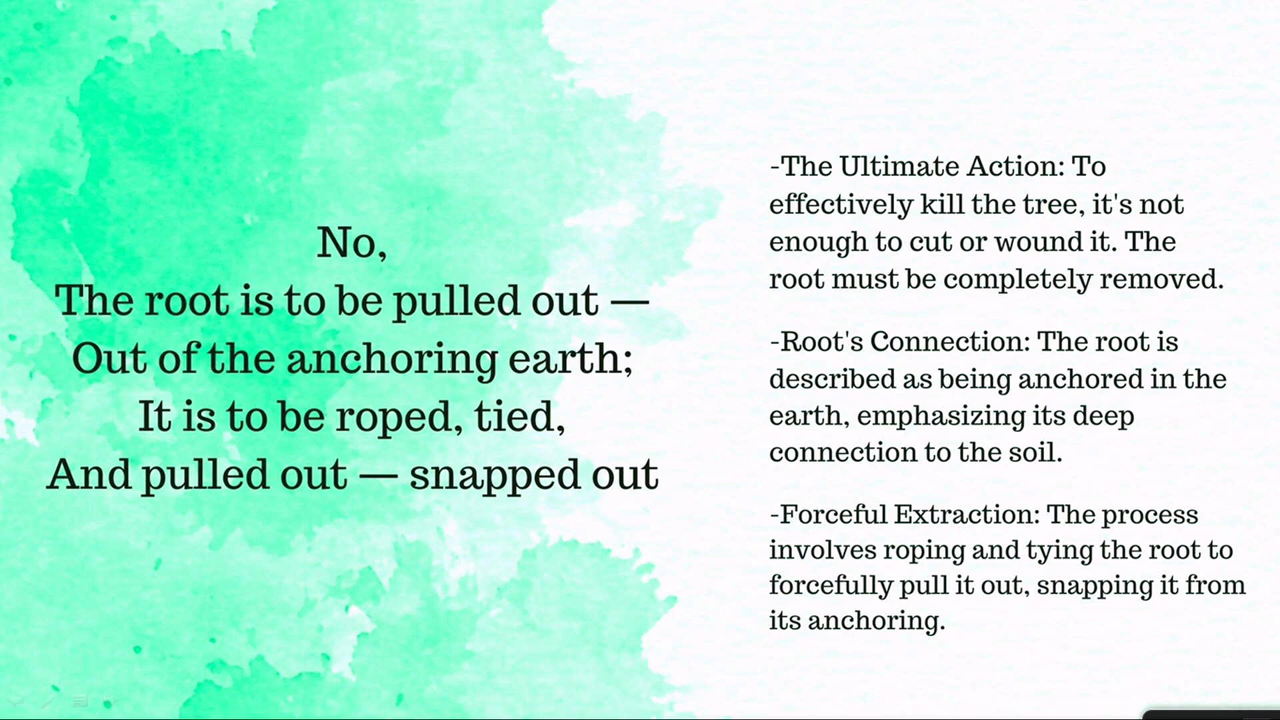 No,
The root is to be pulled out —
Out of the anchoring earth;
It is to be roped, tied,
And pulled out — snapped out
-The Ultimate Action: To
effectively kill the tree, it's not
enough to cut or wound it. The
root must be completely removed.
-Root's Connection: The root is
described as being anchored in the
earth, emphasizing its deep
connection to the soil.
-Forceful Extraction: The process
involves roping and tying the root to
forcefully pull it out, snapping it from
its anchoring.